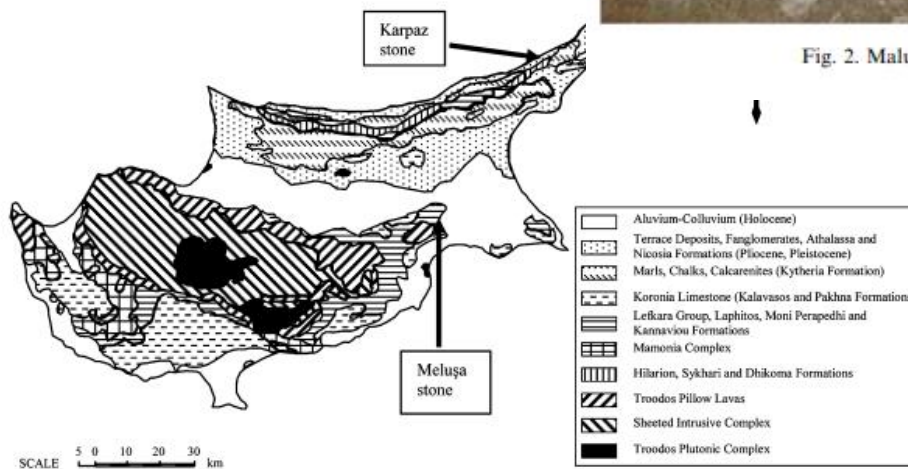 Karpaz
stone
Fig. 2. Malu
Aluvium-Colluvium (Holocene)
Terrace Deposits, Fanglomerates, Athalassa and
Nicosia Formations (Pliocene, Pleistocene)
Marls, Chalks, Calcarenites (Kytheria Formation)
Koronia Limestone (Kalavasos and Pakhna Formations
Lefkara Group, Laphitos, Moni Perapedhi and
Kannaviou Formations
Mamonia Complex
Hilarion, Sykhari and Dhikoma Formations
Troodos Pillow Lavas
Sheeted Intrusive Complex
Troodos Plutonic Complex
Meluşa
stone
SCALE 5 0 10 20 30 km